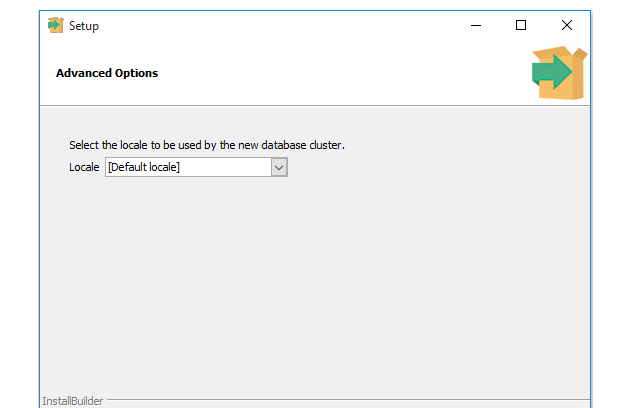 Setup
Advanced Options
Select the locale to be used by the new database cluster.
Locale [Default locale]
InstallBuilder